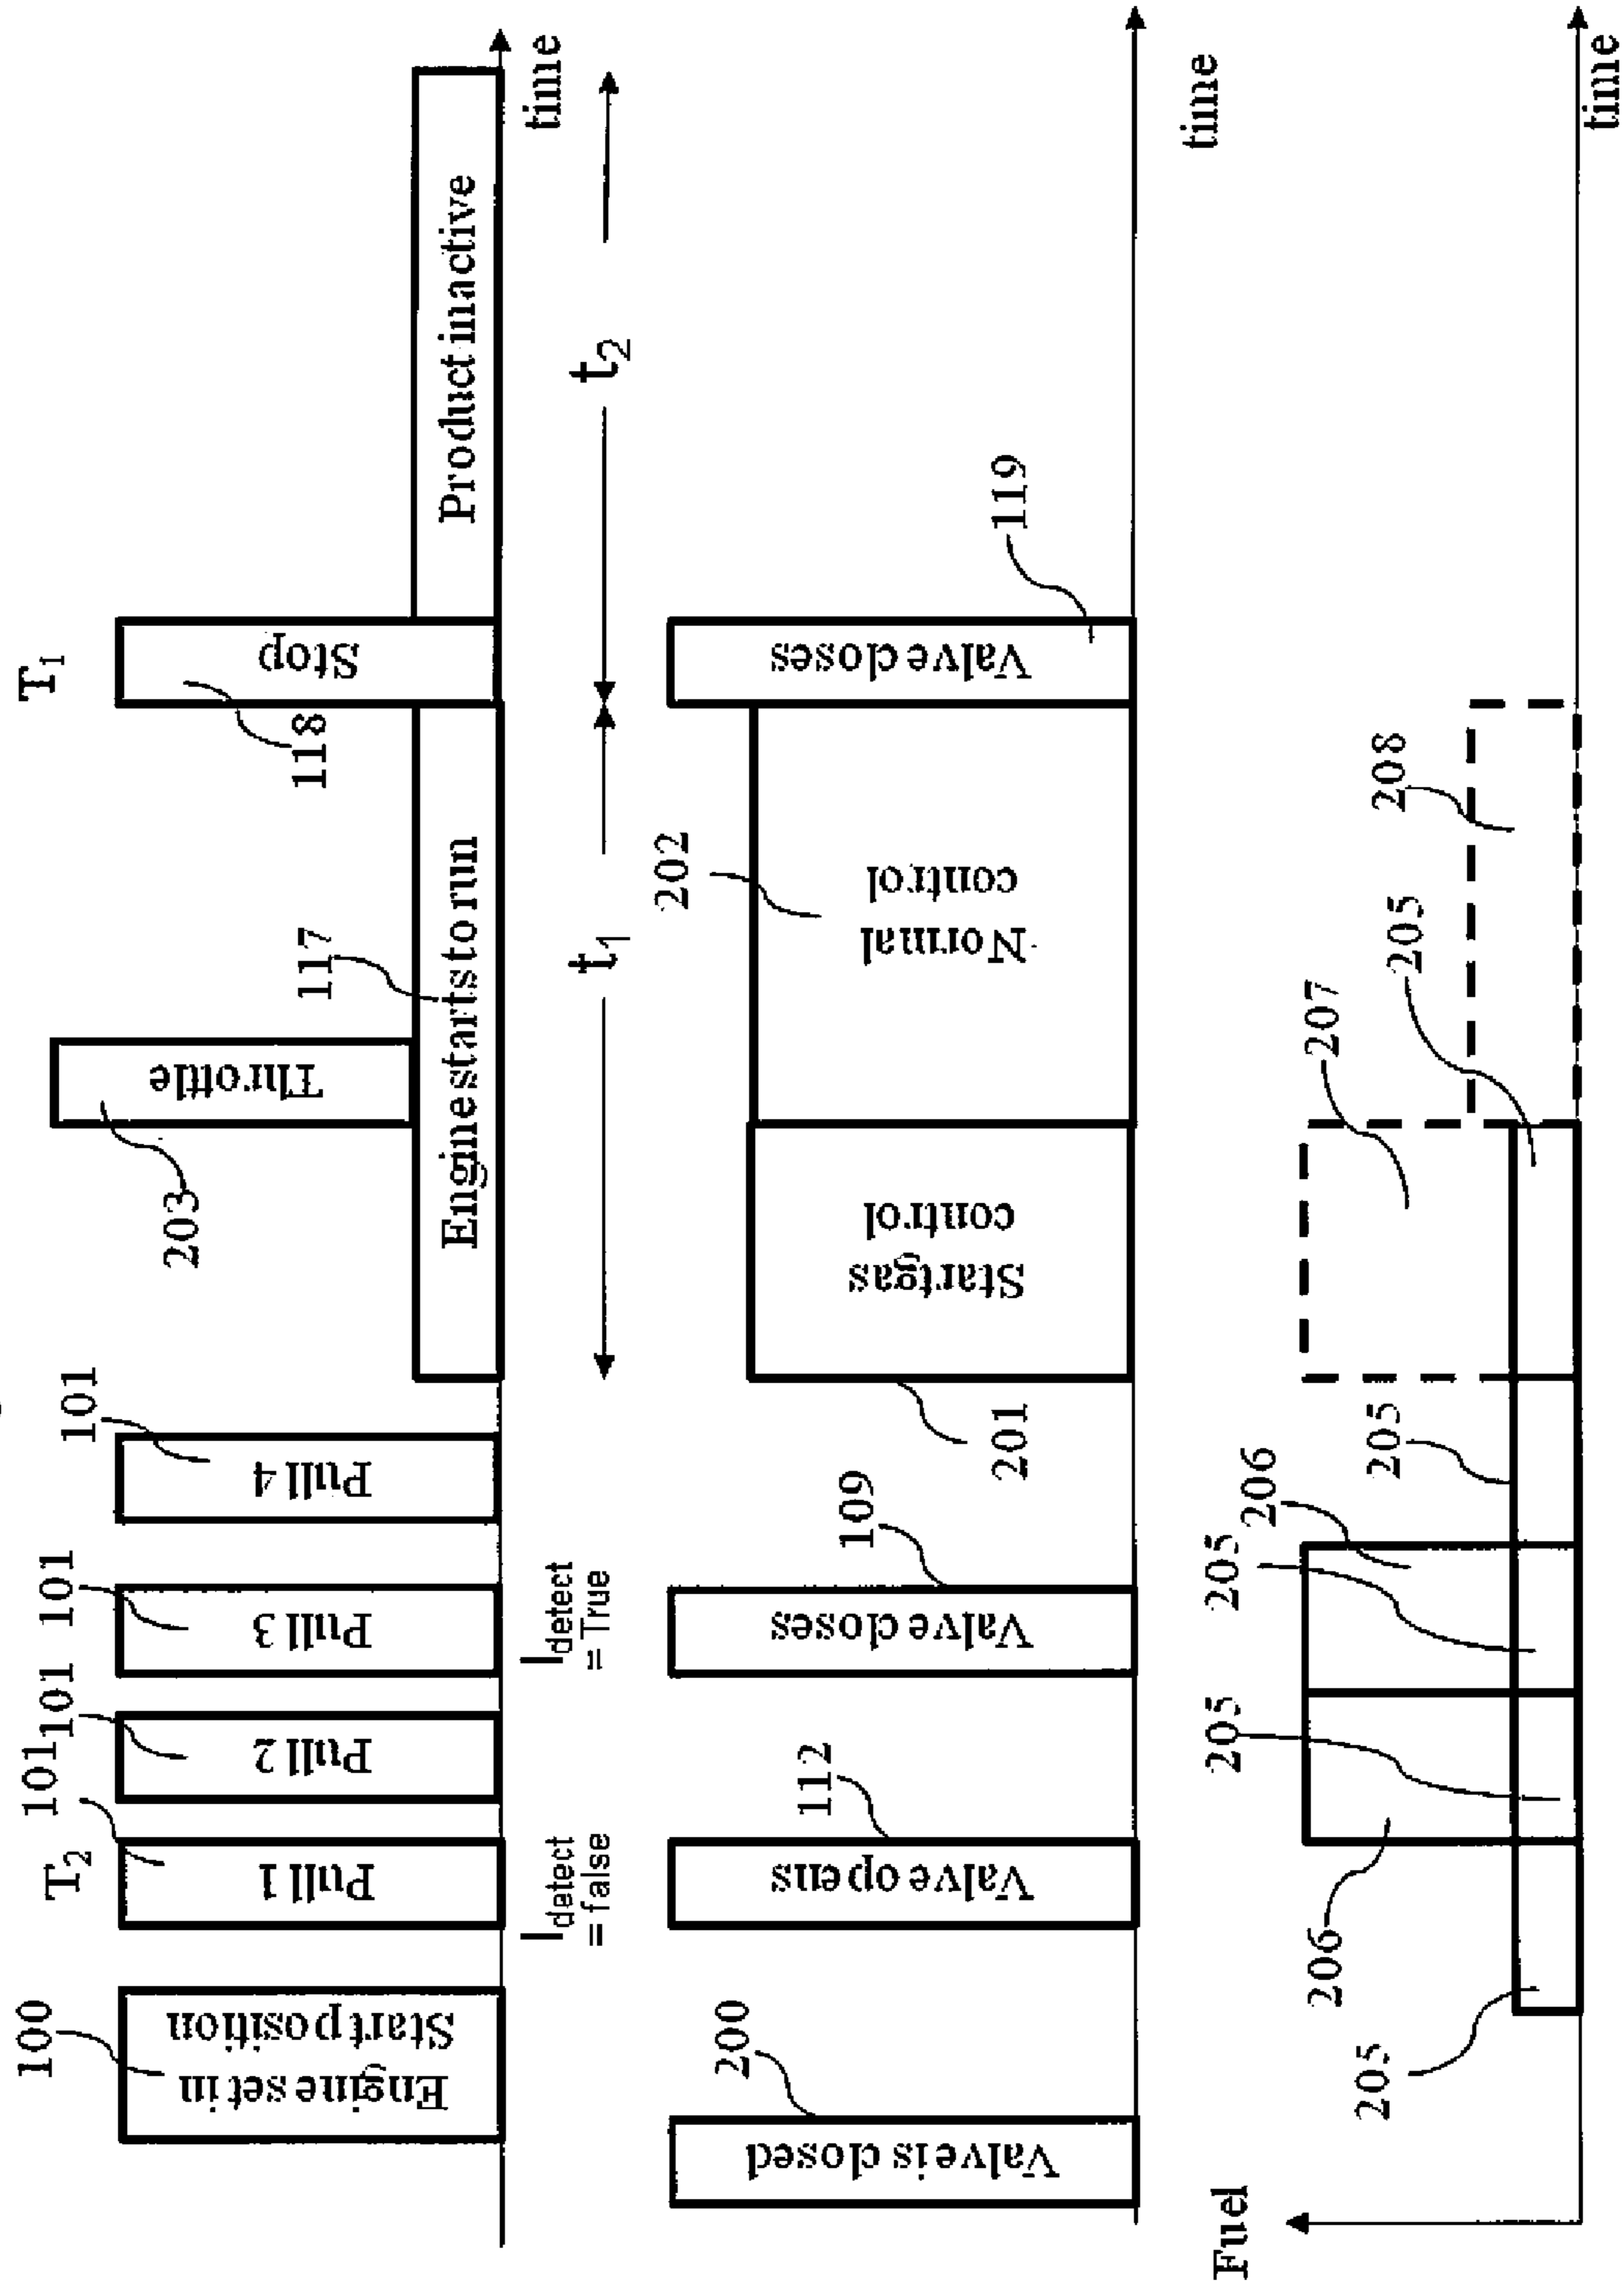 100
Engine set in
Start position
T2
101
Pull 1
101
Pull 2
101
Pull 3
101
Pull 4
203
Throttle
117
Engine starts to run
T1
118
Stop
Product inactive
time
Idetect
= false
Idetect
= True
t1
t2
200
Valve is closed
112
Valve opens
109
Valve closes
201
Startgas
control
202
Normal
control
119
Valve closes
time
Fuel
205
206
205
205
206
205
207
205
208
time